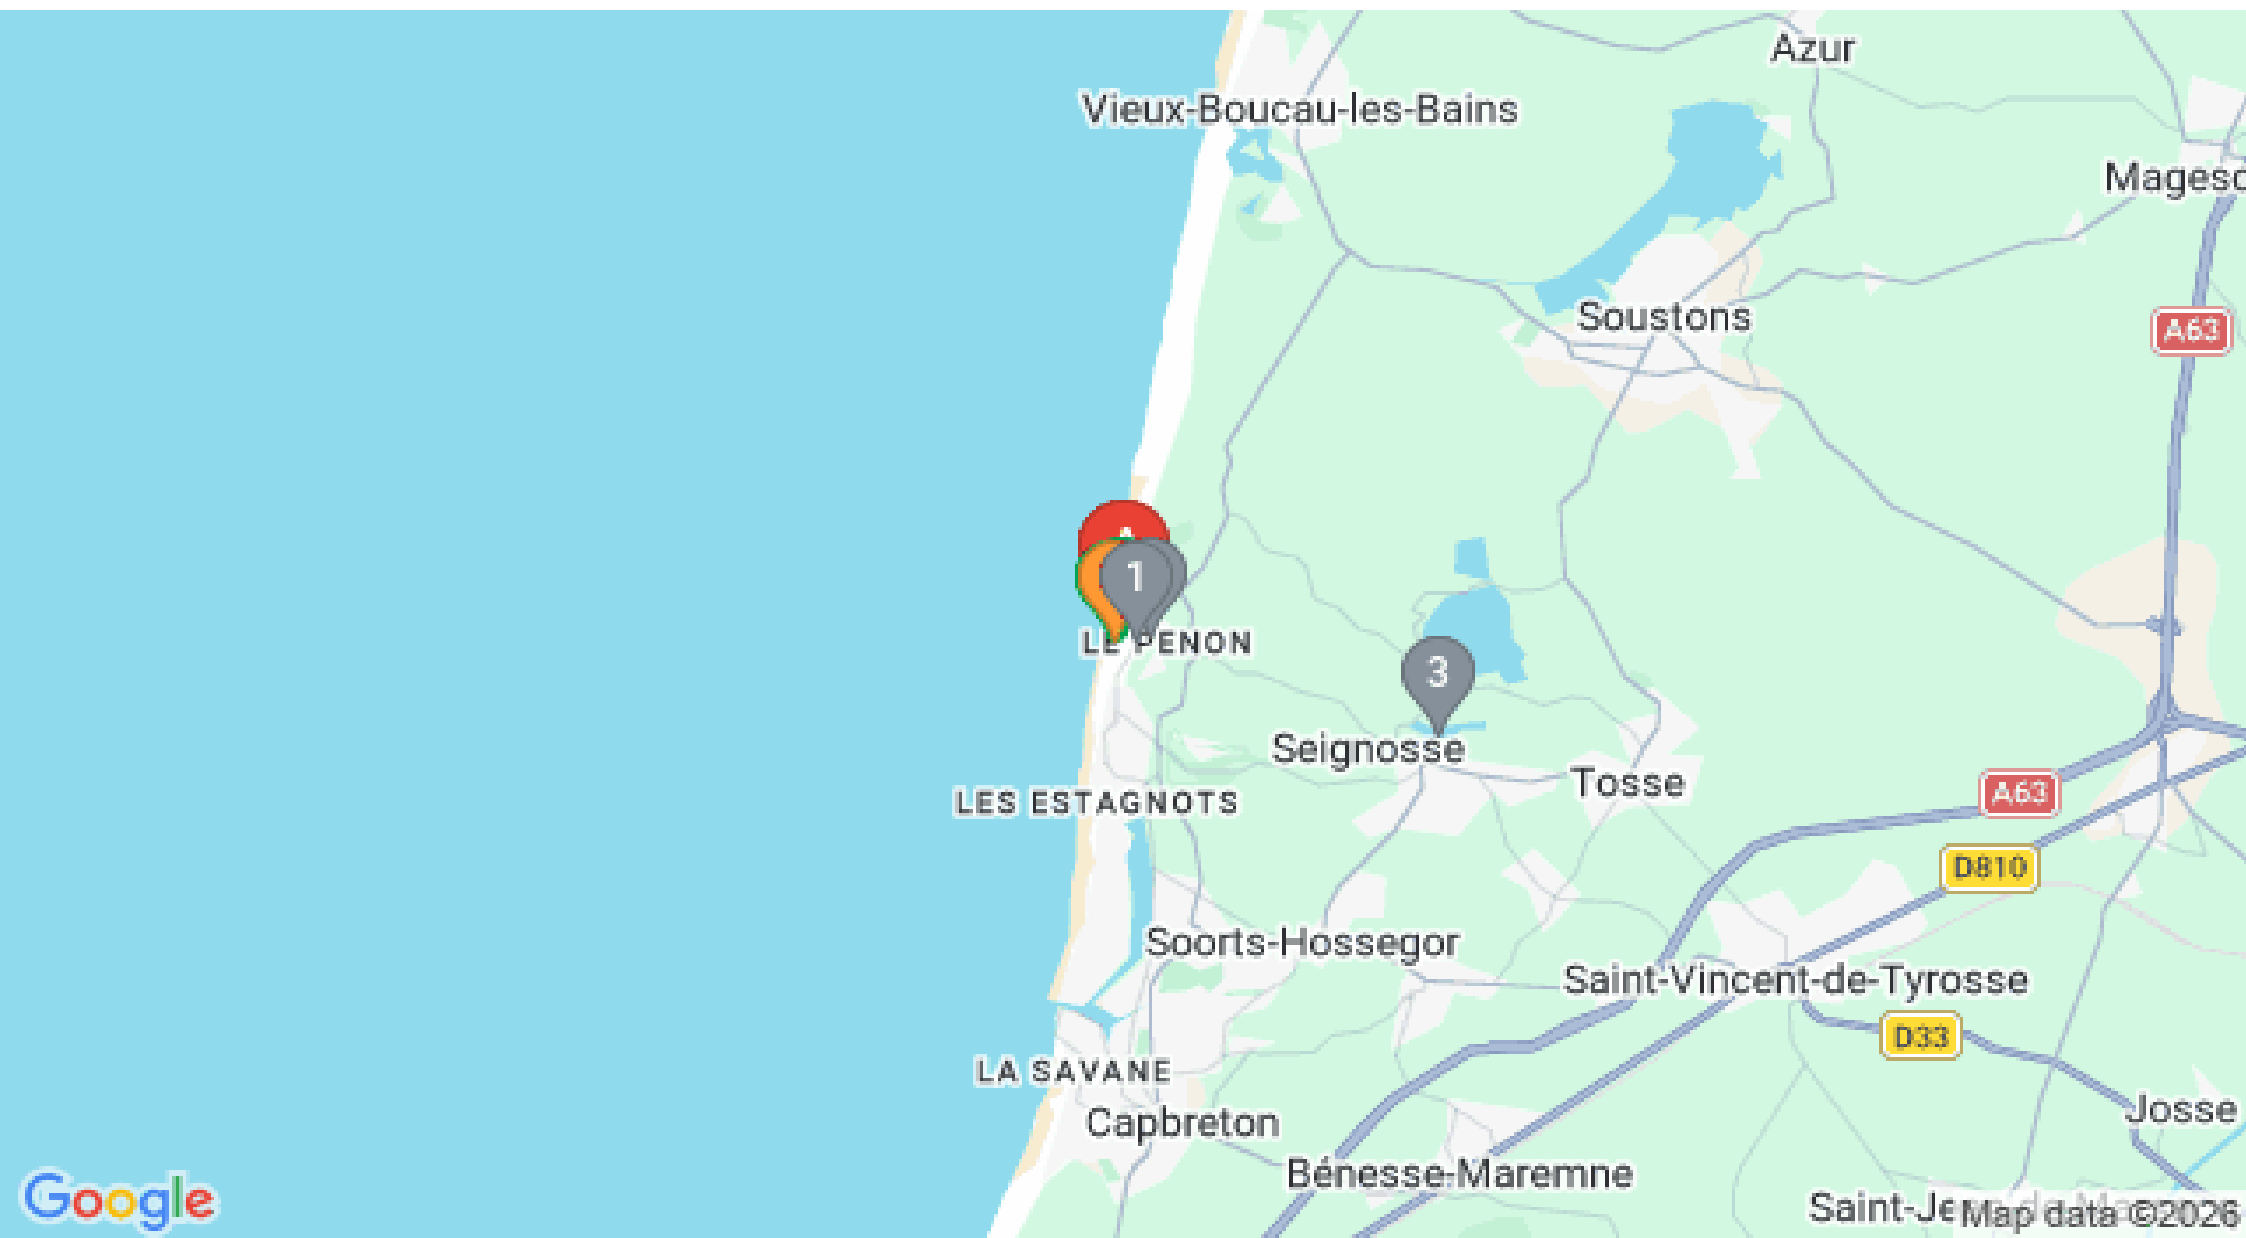 Azur
Vieux-Boucau-les-Bains
Magesc
Soustons
A63
1
LE PENON
3
Seignosse
Tosse
LES ESTAGNOTS
A63
D810
Soorts-Hossegor
Saint-Vincent-de-Tyrosse
D33
LA SAVANE
Josse
Capbreton
Bénesse-Maremne
Google
Map data ©2026